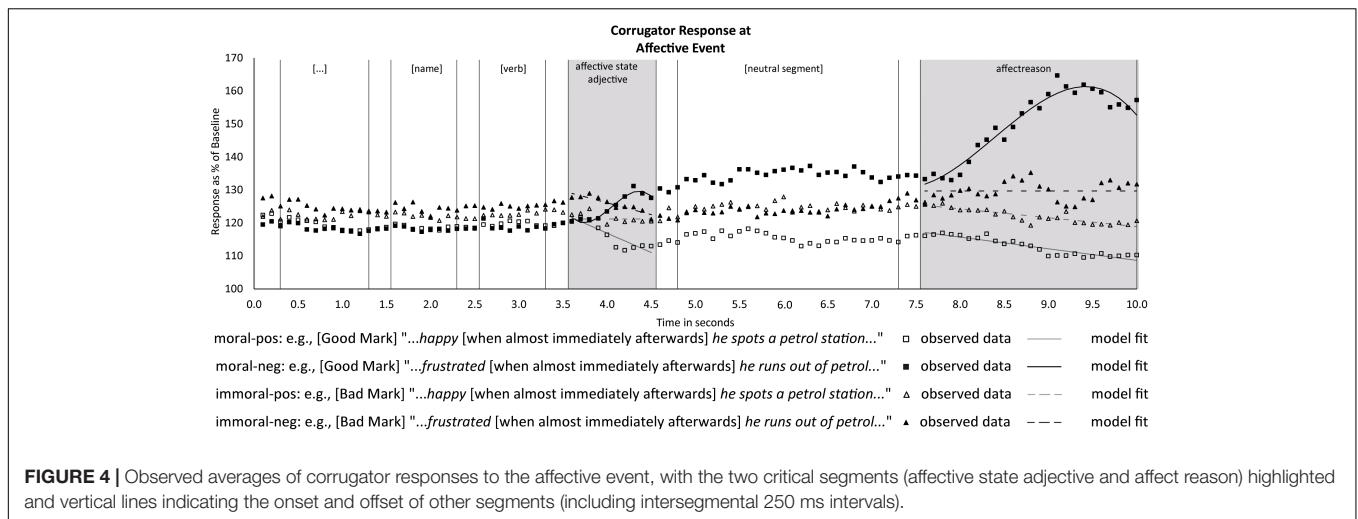 Corrugator Response at
Affective Event
170
160
150
140
130
120
110
100
Response as % of Baseline
[...]
[name]
[verb]
affective state
adjective
[neutral segment]
affectreason
0.0 0.5 1.0 1.5 2.0 2.5 3.0 3.5 4.0 4.5 5.0 5.5 6.0 6.5 7.0 7.5 8.0 8.5 9.0 9.5 10.0
Time in seconds
moral-pos: e.g., [Good Mark] "...happy [when almost immediately afterwards] he spots a petrol station..." observed data model fit
moral-neg: e.g., [Good Mark] "...frustrated [when almost immediately afterwards] he runs out of petrol..." observed data model fit
immoral-pos: e.g., [Bad Mark] "...happy [when almost immediately afterwards] he spots a petrol station..." observed data model fit
immoral-neg: e.g., [Bad Mark] "...frustrated [when almost immediately afterwards] he runs out of petrol..." observed data model fit
FIGURE 4 | Observed averages of corrugator responses to the affective event, with the two critical segments (affective state adjective and affect reason) highlighted
and vertical lines indicating the onset and offset of other segments (including intersegmental 250 ms intervals).